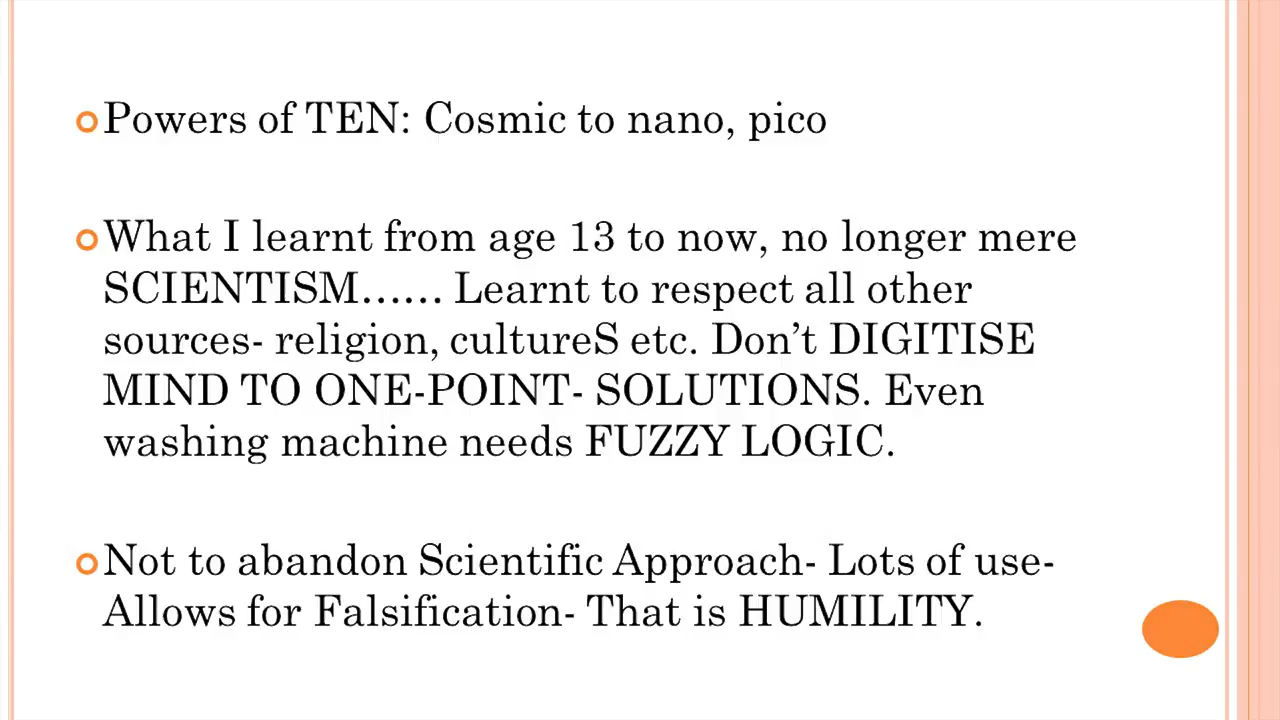 Powers of TEN: Cosmic to nano, pico
What I learnt from age 13 to now, no longer mere
SCIENTISM...... Learnt to respect all other
sources- religion, cultureS etc. Don’t DIGITISE
MIND TO ONE-POINT- SOLUTIONS. Even
washing machine needs FUZZY LOGIC.
Not to abandon Scientific Approach- Lots of use-
Allows for Falsification- That is HUMILITY.